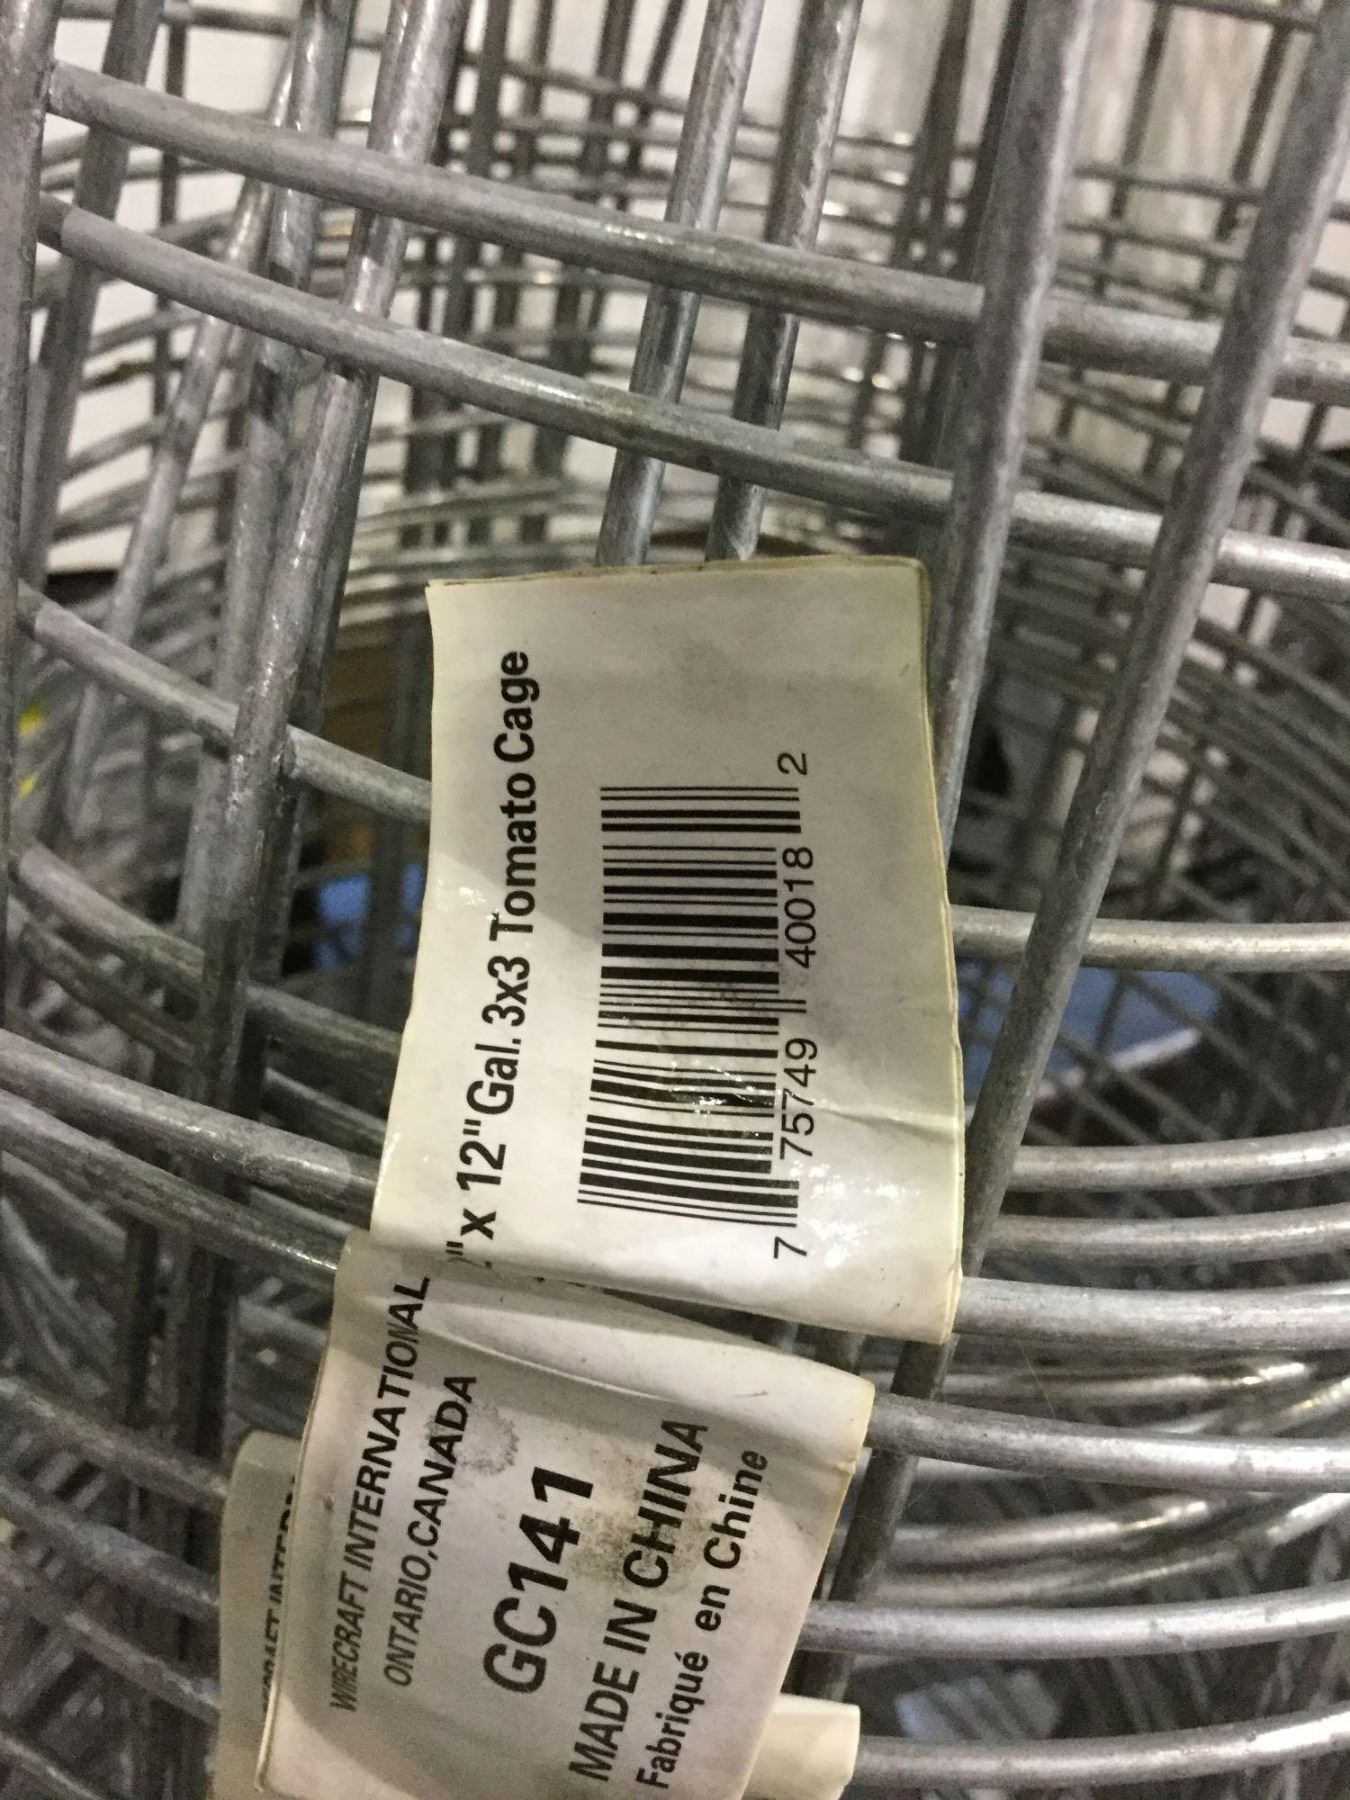 " x 12" Gal. 3x3 Tomato Cage
7 75749 40018 2
WIRECRAFT INTERNATIONAL
ONTARIO,CANADA
GC141
MADE IN CHINA
Fabriqué en Chine